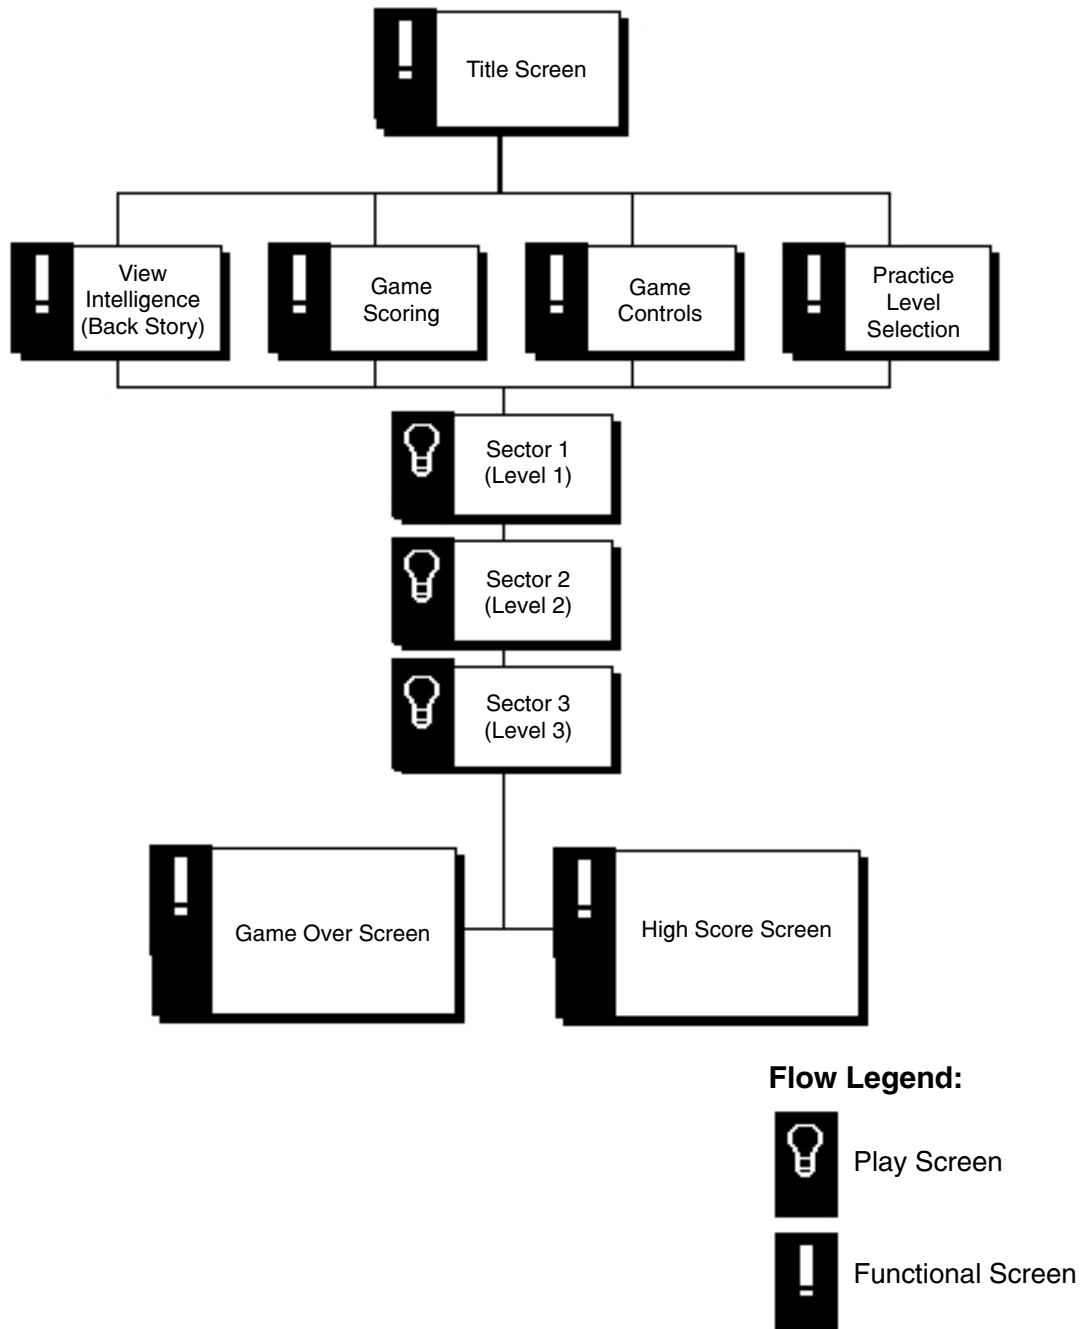 Title Screen
View
Intelligence
(Back Story)
Game
Scoring
Game
Controls
Practice
Level
Selection
Sector 1
(Level 1)
Sector 2
(Level 2)
Sector 3
(Level 3)
Game Over Screen
High Score Screen
Flow Legend:
Play Screen
Functional Screen